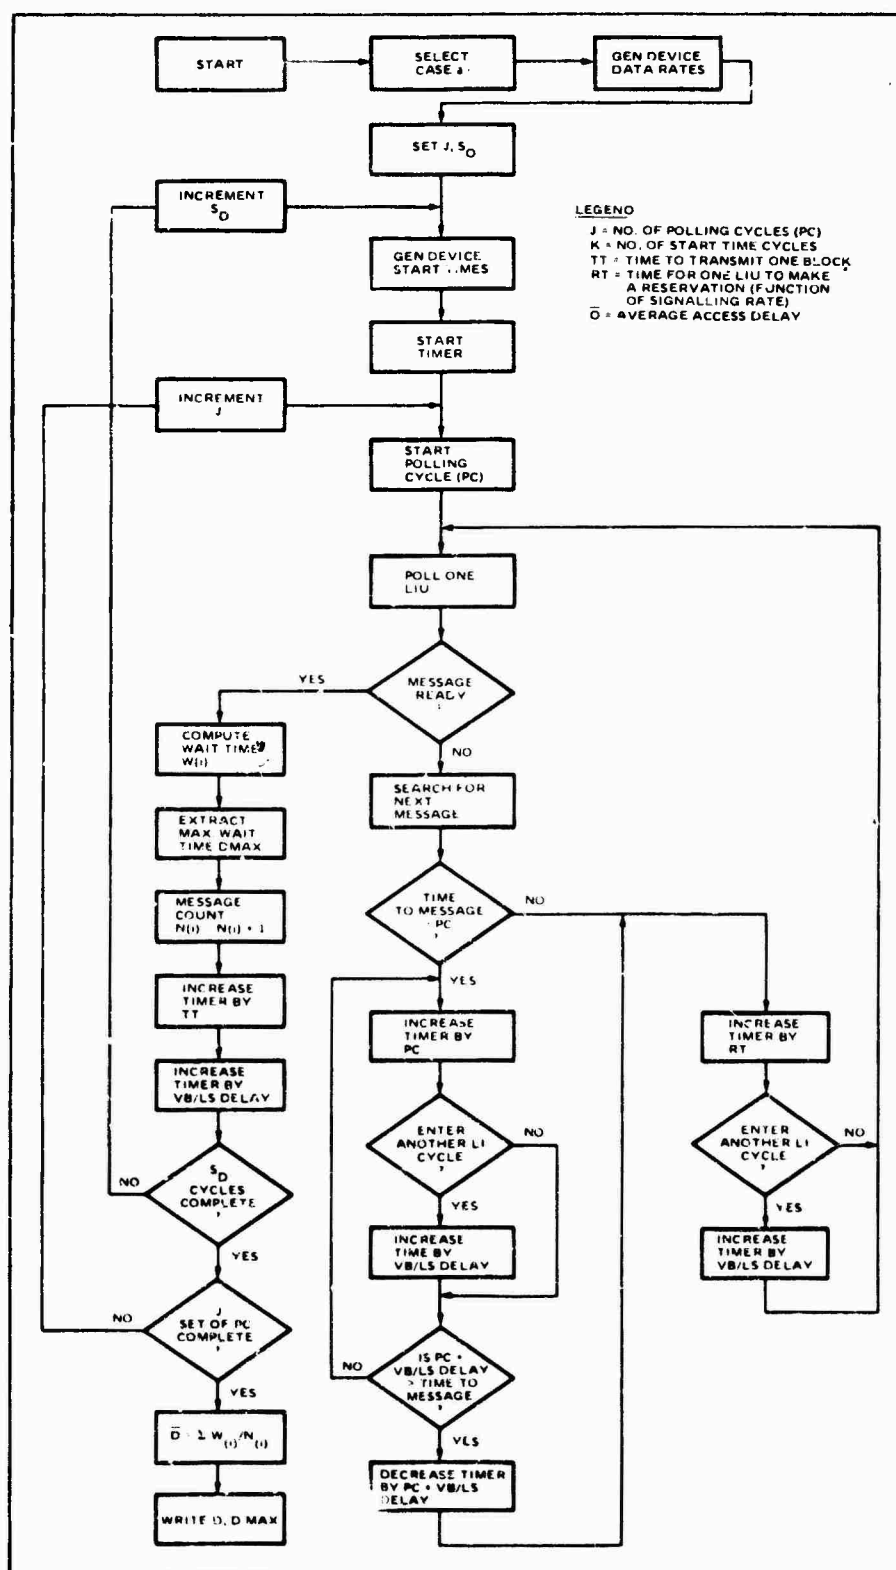 START
SELECT
CASE
GEN DEVICE
DATA RATES
SET J, S_O
INCREMENT
S_D
LEGEND
J = NO. OF POLLING CYCLES (PC)
K = NO. OF START TIME CYCLES
TT = TIME TO TRANSMIT ONE BLOCK
RT = TIME FOR ONE LIU TO MAKE
A RESERVATION (FUNCTION
OF SIGNALLING RATE)
D̅ = AVERAGE ACCESS DELAY
GEN DEVICE
START
START
TIMER
INCREMENT
J
START
POLLING
CYCLE (PC)
POLL ONE
LIU
MESSAGE
READY
?
YES
NO
COMPUTE
WAIT TIME
W(i)
SEARCH FOR
NEXT
MESSAGE
EXTRACT
MAX WAIT
TIME DMAX
TIME
TO MESSAGE
PC
?
NO
YES
MESSAGE
COUNT
N(i) N(i) + 1
INCREASE
TIMER BY
TT
INCREASE
TIMER BY
PC
INCREASE
TIMER BY
RT
INCREASE
TIMER BY
VB/LS DELAY
ENTER
ANOTHER LI
CYCLE
?
NO
YES
ENTER
ANOTHER LI
CYCLE
?
NO
YES
S_D
CYCLES
COMPLETE
?
NO
YES
INCREASE
TIME BY
VB/LS DELAY
INCREASE
TIMER BY
VB/LS DELAY
J
SET OF PC
COMPLETE
?
NO
YES
IS PC +
VB/LS DELAY
> TIME TO
MESSAGE
?
NO
YES
D̅ Σ W(i)/N(i)
DECREASE TIMER
BY PC + VB/LS
DELAY
WRITE D, D MAX